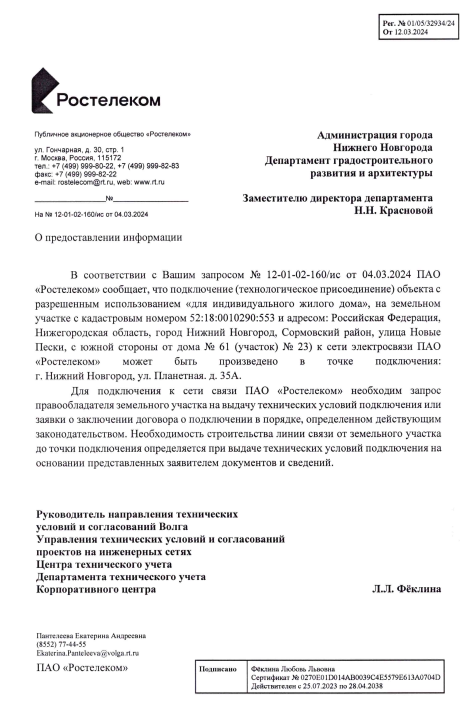 Рег. № 01/05/32934/24
От 12.03.2024
Ростелеком
Публичное акционерное общество «Ростелеком»
ул. Гончарная, д. 30, стр. 1
г. Москва, Россия, 115172
тел.: +7 (499) 999-80-22, +7 (499) 999-82-83
факс: +7 (499) 999-82-22
e-mail: rostelecom@rt.ru, web: www.rt.ru
№
На № 12-01-02-160/ис от 04.03.2024
Администрация города
Нижнего Новгорода
Департамент градостроительного
развития и архитектуры
Заместителю директора департамента
Н.Н. Красновой
О предоставлении информации
В соответствии с Вашим запросом № 12-01-02-160/ис от 04.03.2024 ПАО
«Ростелеком» сообщает, что подключение (технологическое присоединение) объекта с
разрешенным использованием «для индивидуального жилого дома», на земельном
участке с кадастровым номером 52:18:0010290:553 и адресом: Российская Федерация,
Нижегородская область, город Нижний Новгород, Сормовский район, улица Новые
Пески, с южной стороны от дома № 61 (участок) № 23) к сети электросвязи ПАО
«Ростелеком» может быть произведено в точке подключения:
г. Нижний Новгород, ул. Планетная. д. 35А.
Для подключения к сети связи ПАО «Ростелеком» необходим запрос
правообладателя земельного участка на выдачу технических условий подключения или
заявки о заключении договора о подключении в порядке, определенном действующим
законодательством. Необходимость строительства линии связи от земельного участка
до точки подключения определяется при выдаче технических условий подключения на
основании представленных заявителем документов и сведений.
Руководитель направления технических
условий и согласований Волга
Управления технических условий и согласований
проектов на инженерных сетях
Центра технического учета
Департамента технического учета
Корпоративного центра Л.Л. Фёклина
Пантелеева Екатерина Андреевна
(8552) 77-44-55
Ekaterina.Panteleeva@volga.rt.ru
ПАО «Ростелеком»
Подписано
Фёклина Любовь Львовна
Сертификат № 0270E01D014AB0039C4E5579E613A0704D
Действителен с 25.07.2023 по 28.04.2038